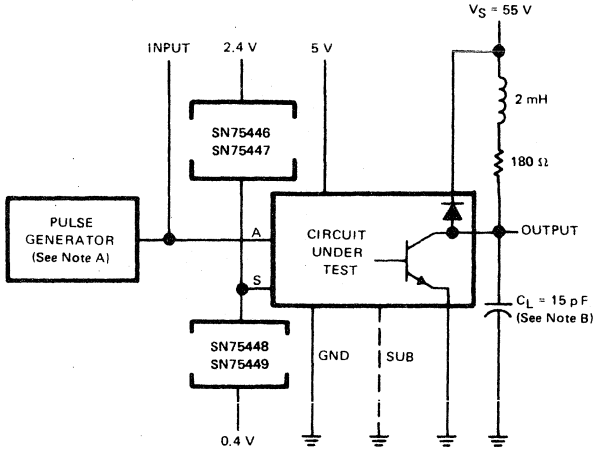 V_S = 55 V
INPUT
2.4 V
5 V
2 mH
SN75446
SN75447
180 Ω
PULSE
GENERATOR
(See Note A)
A
CIRCUIT
UNDER
TEST
OUTPUT
S
C_L = 15 pF
(See Note B)
SN75448
SN75449
GND
SUB
0.4 V